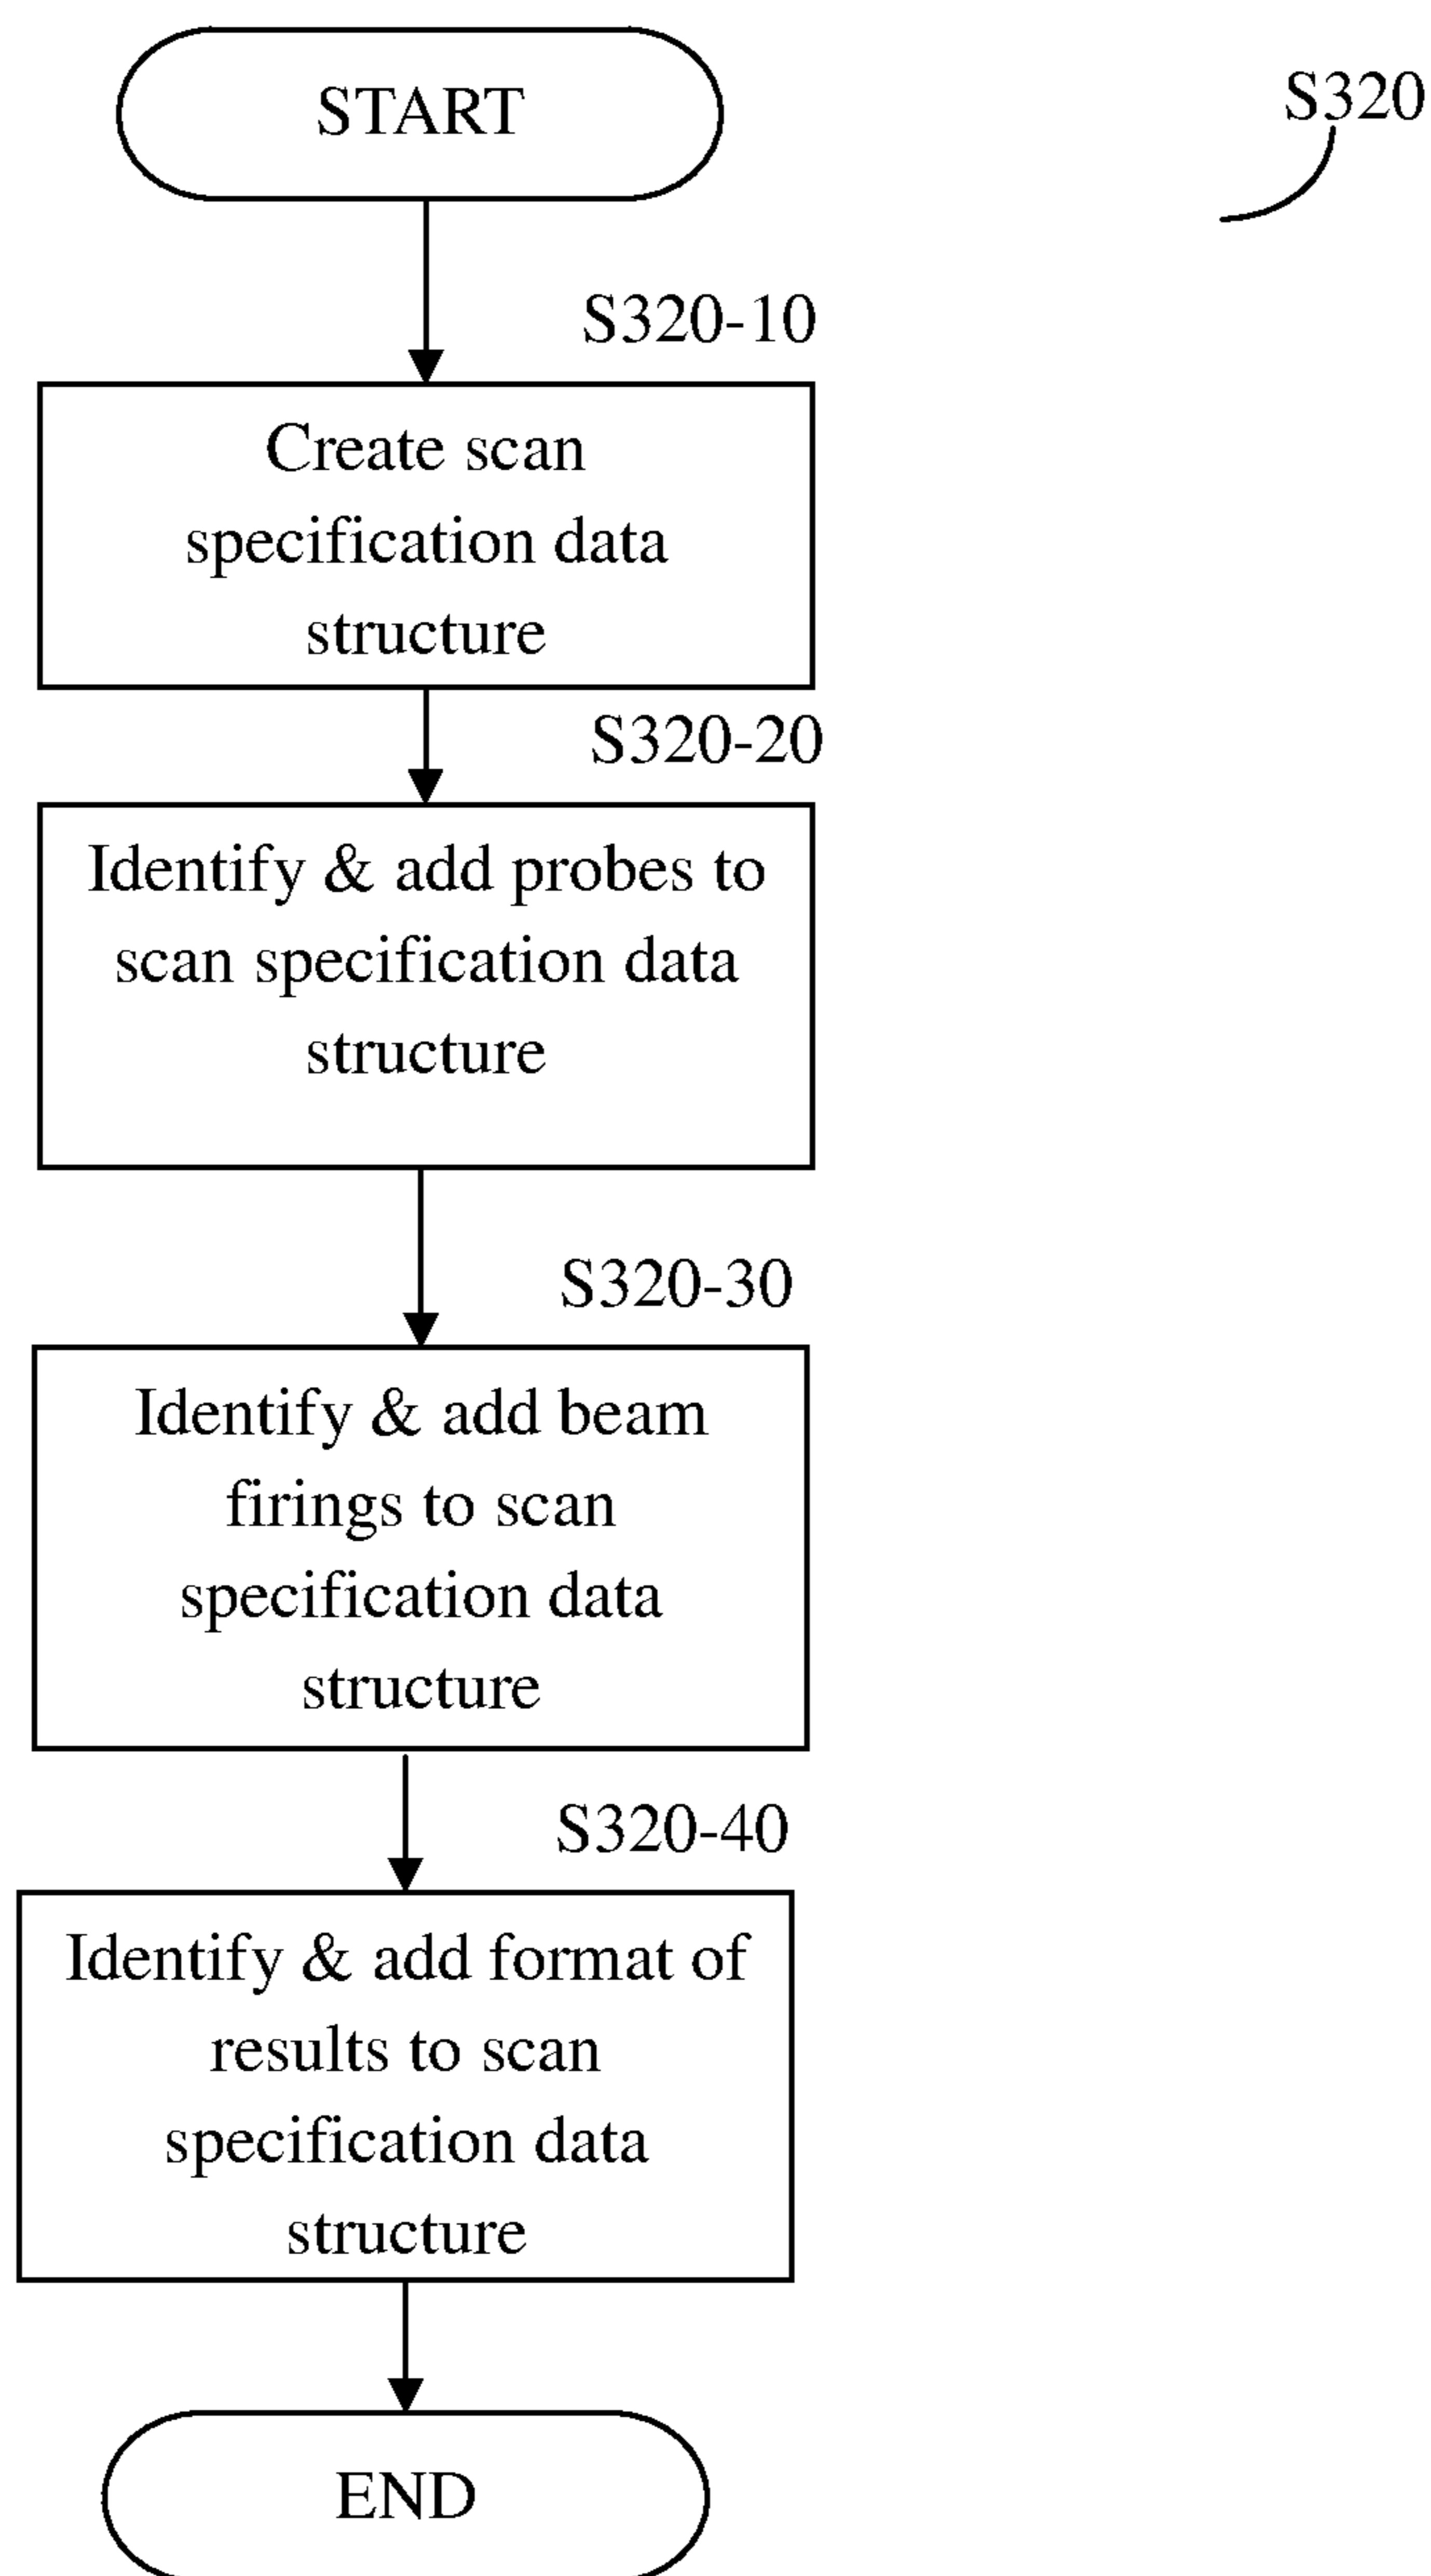 START
S320
S320-10
Create scan
specification data
structure
S320-20
Identify & add probes to
scan specification data
structure
S320-30
Identify & add beam
firings to scan
specification data
structure
S320-40
Identify & add format of
results to scan
specification data
structure
END